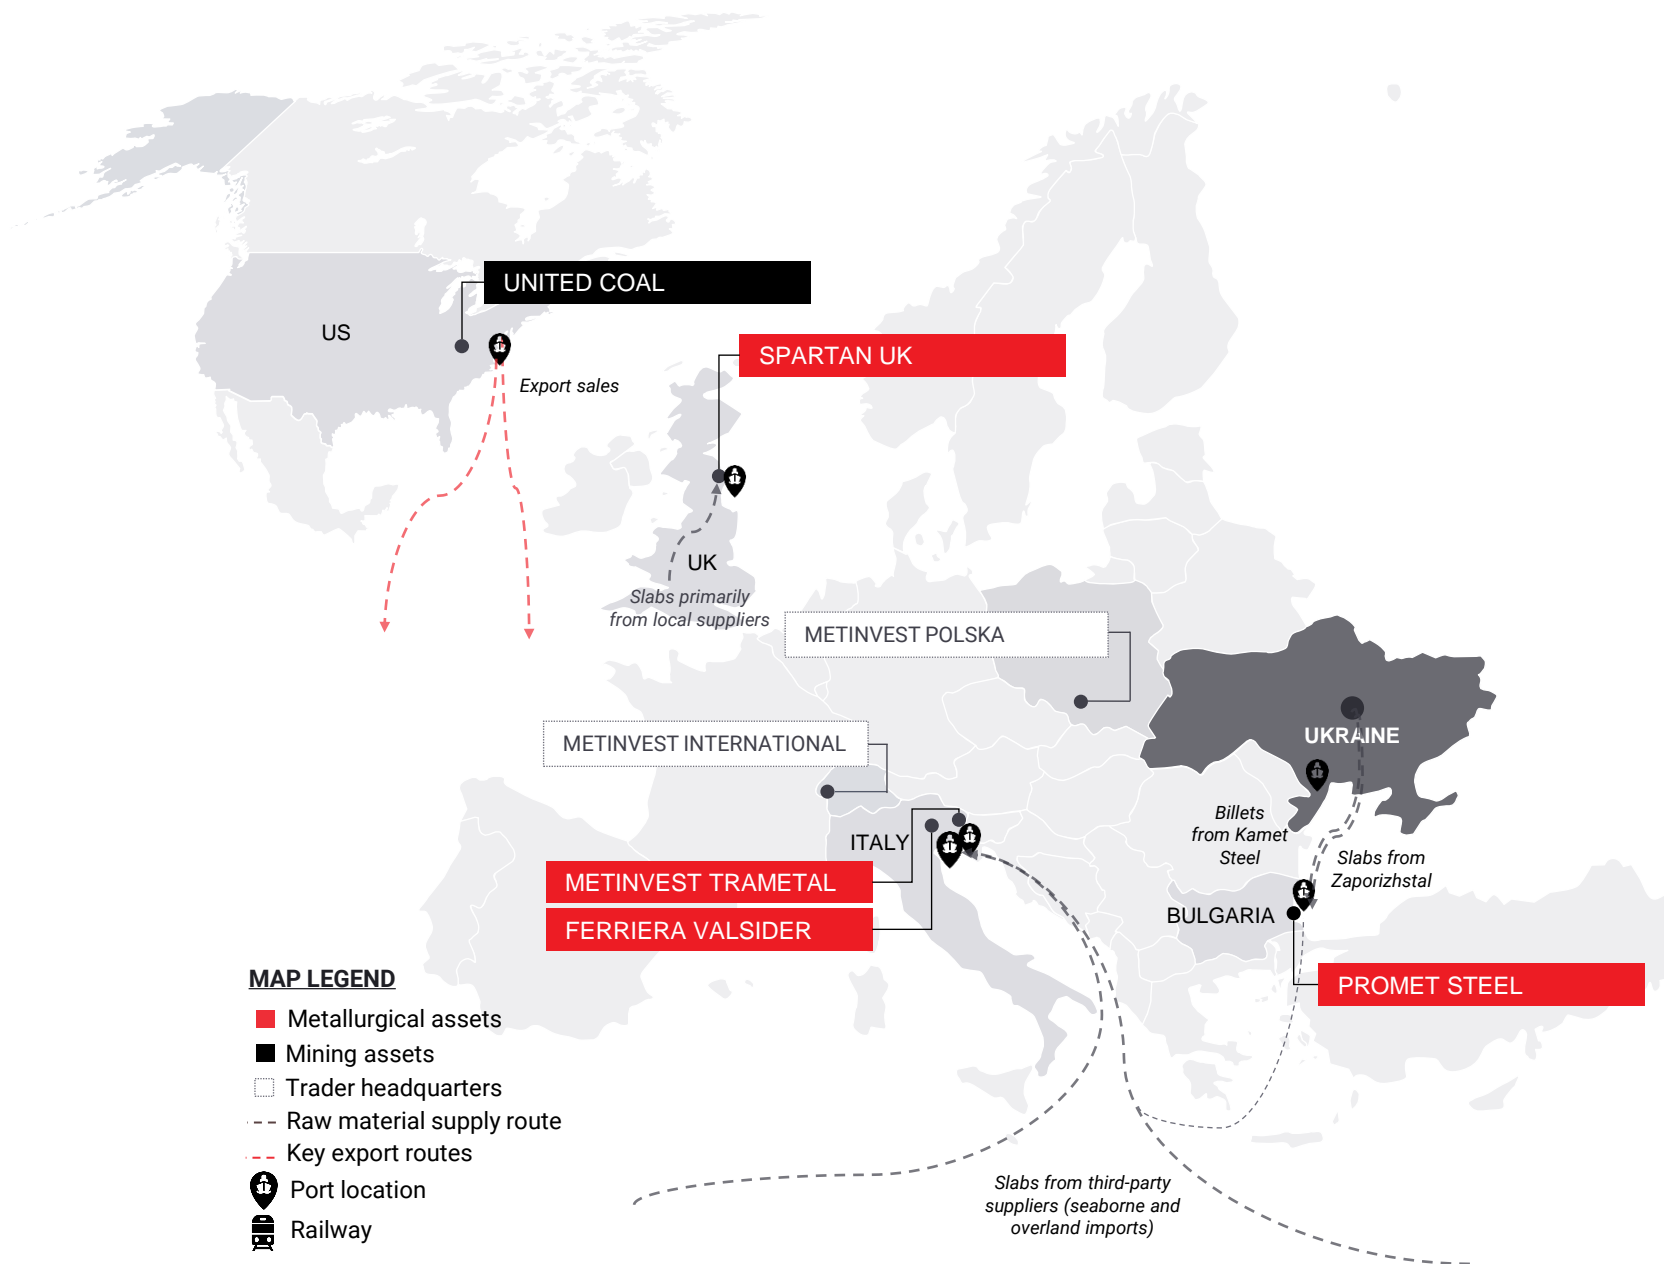 UNITED COAL
US
SPARTAN UK
Export sales
UK
Slabs primarily
from local suppliers
METINVEST POLSKA
UKRAINE
METINVEST INTERNATIONAL
Billets
from Kamet
Steel
ITALY
Slabs from
Zaporizhstal
METINVEST TRAMETAL
BULGARIA
FERRIERA VALSIDER
PROMET STEEL
MAP LEGEND
Metallurgical assets
Mining assets
Trader headquarters
Raw material supply route
Key export routes
Port location
Railway
Slabs from third-party
suppliers (seaborne and
overland imports)